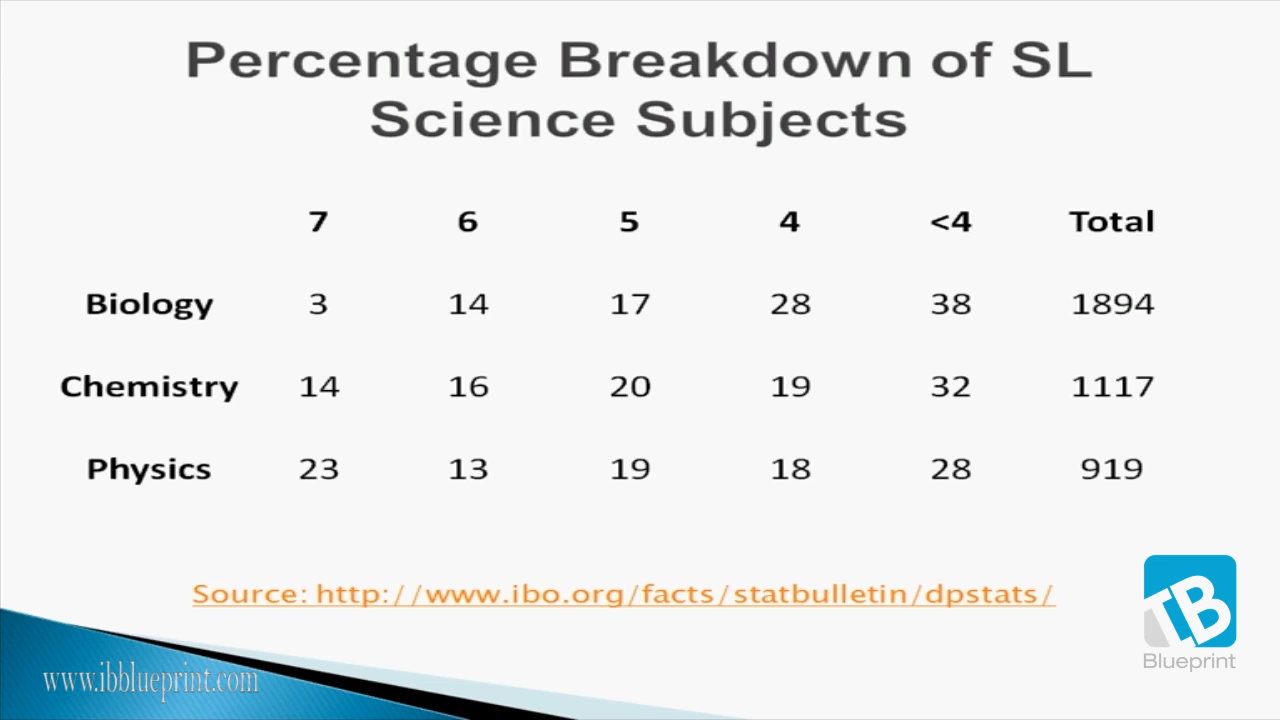 Percentage Breakdown of SL
Science Subjects
7 6 5 4 <4 Total
Biology 3 14 17 28 38 1894
Chemistry 14 16 20 19 32 1117
Physics 23 13 19 18 28 919
Source: http://www.ibo.org/facts/statbulletin/dpstats/
IB
Blueprint
www.ibblueprint.com